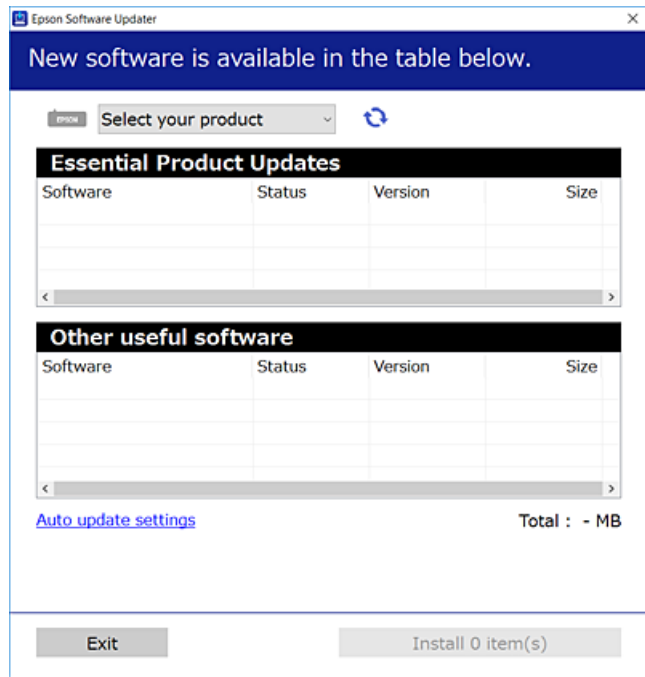 Epson Software Updater
New software is available in the table below.
EPSON Select your product
Essential Product Updates
Software Status Version Size
Other useful software
Software Status Version Size
Auto update settings Total : - MB
Exit Install 0 item(s)